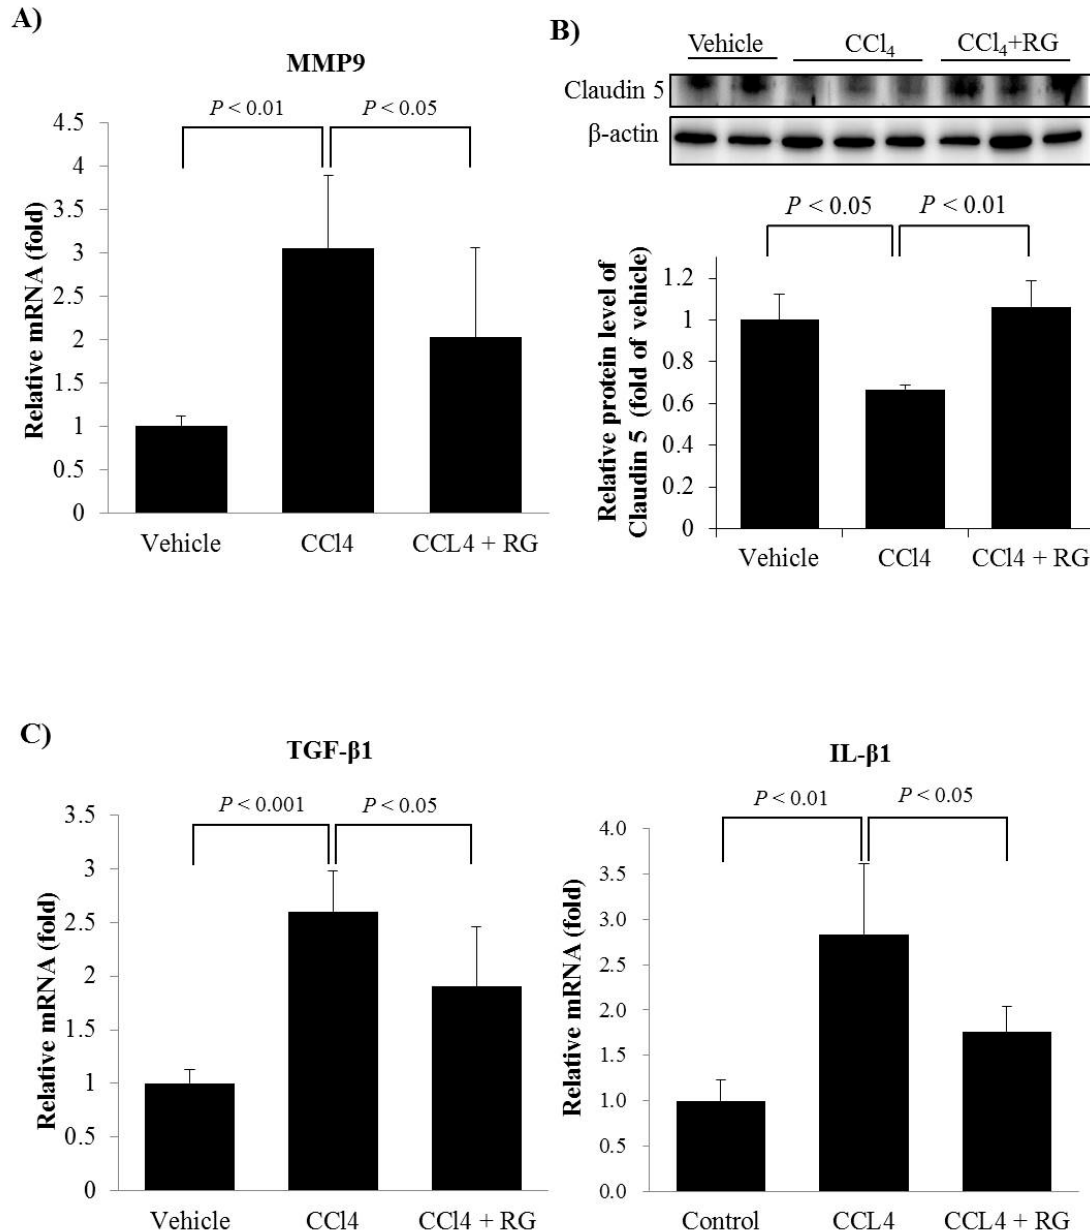 A)
MMP9
P < 0.01
P < 0.05
4.5
4
3.5
3
2.5
2
1.5
1
0.5
0
Relative mRNA (fold)
Vehicle CCl4 CCL4 + RG
B)
Vehicle CCl4 CCl4+RG
Claudin 5
β-actin
P < 0.05 P < 0.01
1.2
1
0.8
0.6
0.4
0.2
0
Relative protein level of
Claudin 5 (fold of vehicle)
Vehicle CCl4 CCl4 + RG
C)
TGF-β1
P < 0.001 P < 0.05
3.5
3
2.5
2
1.5
1
0.5
0
Relative mRNA (fold)
Vehicle CCl4 CCl4 + RG
IL-β1
P < 0.01 P < 0.05
4.0
3.5
3.0
2.5
2.0
1.5
1.0
0.5
0.0
Relative mRNA (fold)
Control CCL4 CCL4 + RG